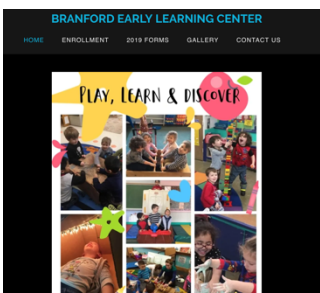 BRANFORD EARLY LEARNING CENTER
HOME ENROLLMENT 2019 FORMS GALLERY CONTACT US
PLAY, LEARN & DISCOVER